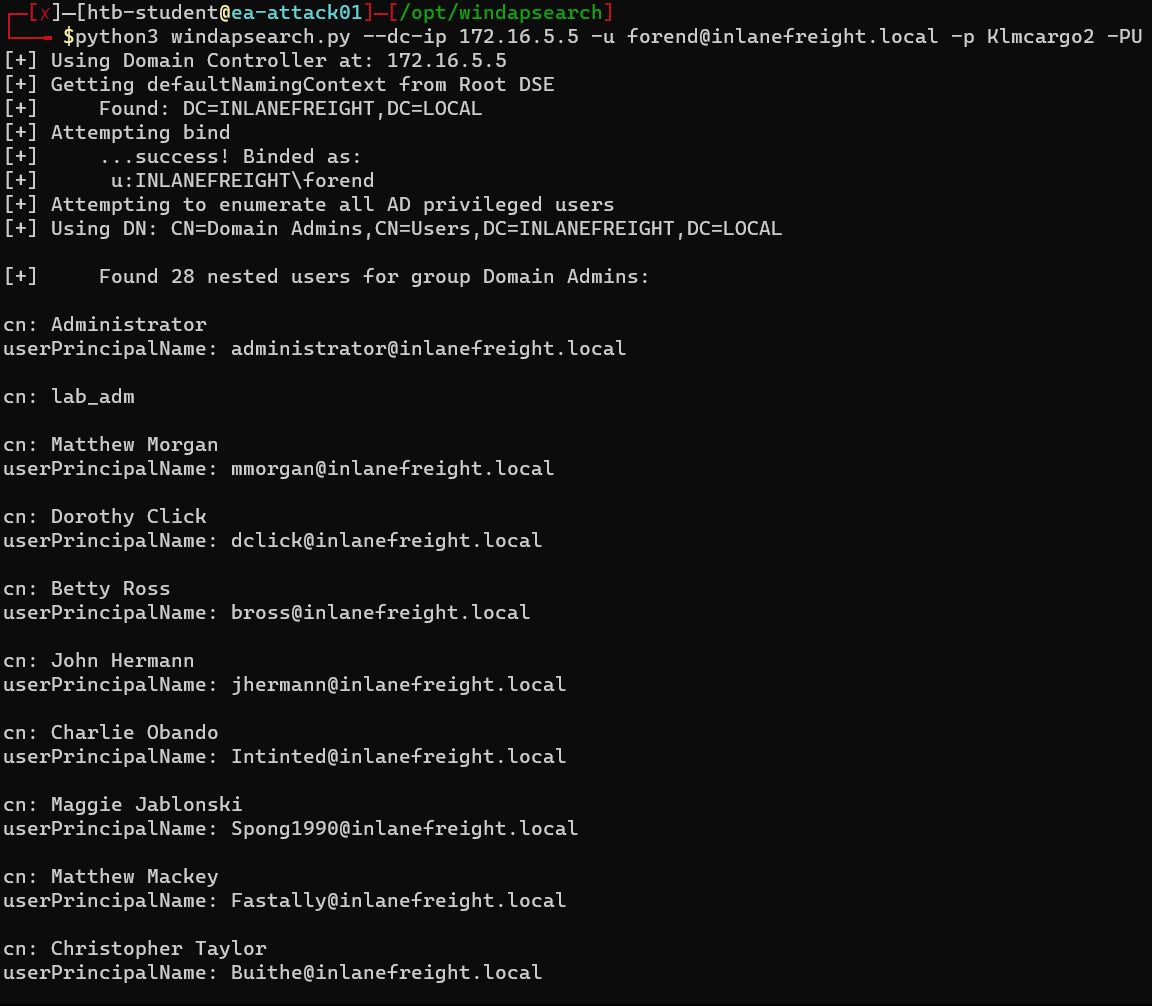 ┌─[✗]─[htb-student@ea-attack01]─[/opt/windapsearch]
└──╼ $python3 windapsearch.py --dc-ip 172.16.5.5 -u forend@inlanefreight.local -p Klmcargo2 -PU
[+] Using Domain Controller at: 172.16.5.5
[+] Getting defaultNamingContext from Root DSE
[+]     Found: DC=INLANEFREIGHT,DC=LOCAL
[+] Attempting bind
[+]     ...success! Binded as:
[+]      u:INLANEFREIGHT\forend
[+] Attempting to enumerate all AD privileged users
[+] Using DN: CN=Domain Admins,CN=Users,DC=INLANEFREIGHT,DC=LOCAL
[+]     Found 28 nested users for group Domain Admins:
cn: Administrator
userPrincipalName: administrator@inlanefreight.local
cn: lab_adm
cn: Matthew Morgan
userPrincipalName: mmorgan@inlanefreight.local
cn: Dorothy Click
userPrincipalName: dclick@inlanefreight.local
cn: Betty Ross
userPrincipalName: bross@inlanefreight.local
cn: John Hermann
userPrincipalName: jhermann@inlanefreight.local
cn: Charlie Obando
userPrincipalName: Intinted@inlanefreight.local
cn: Maggie Jablonski
userPrincipalName: Spong1990@inlanefreight.local
cn: Matthew Mackey
userPrincipalName: Fastally@inlanefreight.local
cn: Christopher Taylor
userPrincipalName: Buithe@inlanefreight.local